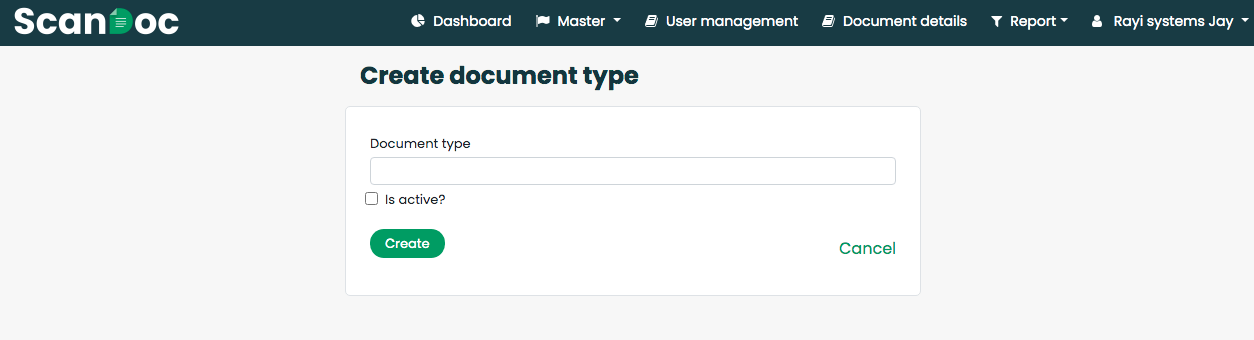 ScanDoc Dashboard Master User management Document details Report Rayi systems Jay
Create document type
Document type
Is active?
Create Cancel